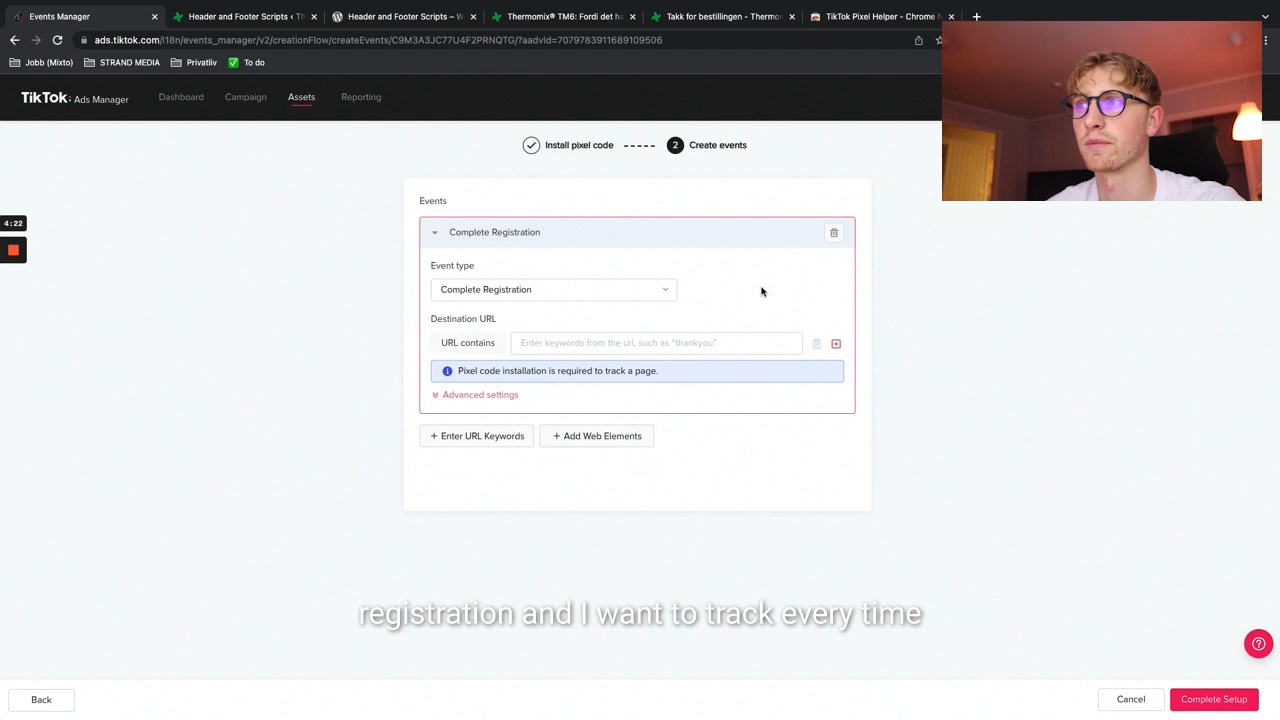 Events Manager
Header and Footer Scripts ‹ Th
Header and Footer Scripts – W
Thermomix® TM6: Fordi det ha
Takk for bestillingen - Thermor
TikTok Pixel Helper - Chrome N
ads.tiktok.com/i18n/events_manager/v2/creationFlow/createEvents/C9M3A3JC77U4F2PRNQTG/?aadvid=7079783911689109506
Jobb (Mixto)
STRAND MEDIA
Privatliv
To do
TikTok: Ads Manager
Dashboard
Campaign
Assets
Reporting
Install pixel code
2 Create events
Events
4:22
Complete Registration
Event type
Complete Registration
Destination URL
URL contains
Enter keywords from the url, such as "thankyou"
Pixel code installation is required to track a page.
Advanced settings
+ Enter URL Keywords
+ Add Web Elements
registration and I want to track every time
Back
Cancel
Complete Setup